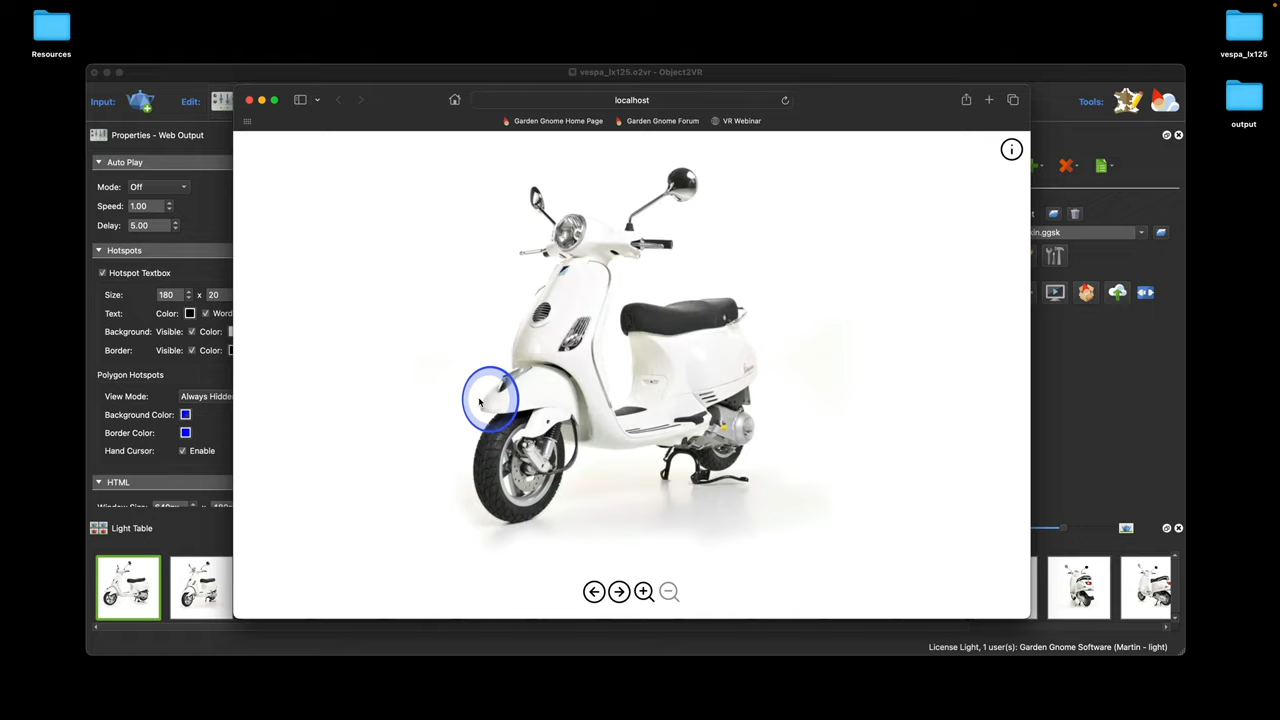 Resources
vespa_lx125
output
vespa_lx125.o2vr - Object2VR
Input:
Edit:
Tools:
localhost
Garden Gnome Home Page
Garden Gnome Forum
VR Webinar
Properties - Web Output
Auto Play
Mode: Off
Speed: 1.00
Delay: 5.00
Hotspots
Hotspot Textbox
Size: 180 x 20
Text: Color: Word
Background: Visible: Color:
Border: Visible: Color:
Polygon Hotspots
View Mode: Always Hidden
Background Color:
Border Color:
Hand Cursor: Enable
HTML
Light Table
License Light, 1 user(s): Garden Gnome Software (Martin - light)